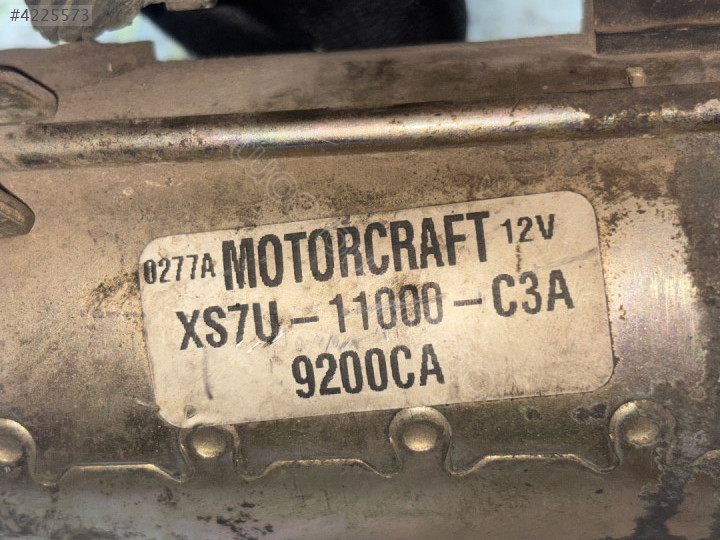 #4225573
0277A MOTORCRAFT 12V
XS7U-11000-C3A
9200CA